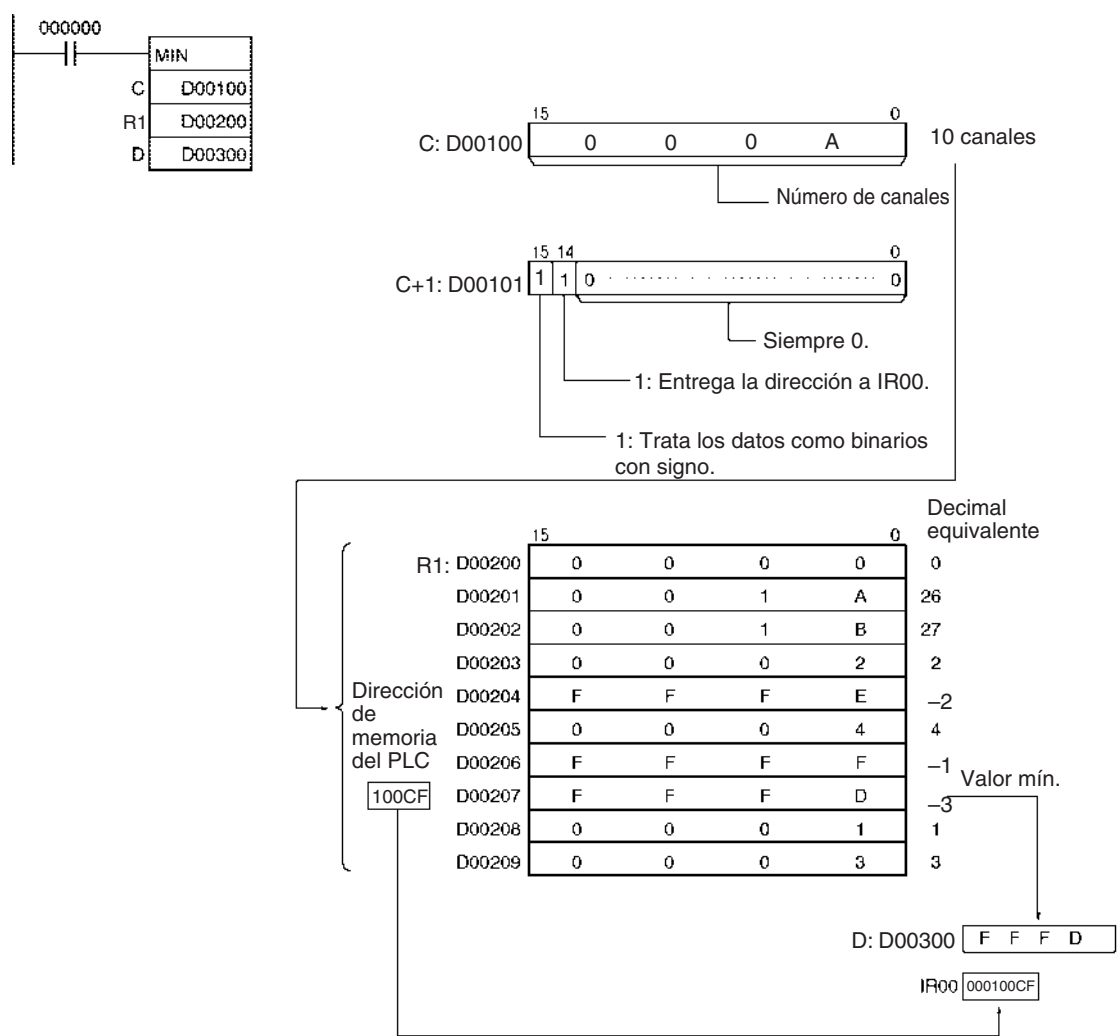 000000
MIN
C D00100
R1 D00200
D D00300
15 0
C: D00100 0 0 0 A 10 canales
Número de canales
15 14 0
C+1: D00101 1 1 0 0
Siempre 0.
1: Entrega la dirección a IR00.
1: Trata los datos como binarios
con signo.
Decimal
equivalente
15 0
R1: D00200 0 0 0 0 0
D00201 0 0 1 A 26
D00202 0 0 1 B 27
D00203 0 0 0 2 2
D00204 F F F E –2
D00205 0 0 0 4 4
D00206 F F F F –1
D00207 F F F D –3
D00208 0 0 0 1 1
D00209 0 0 0 3 3
Dirección
de
memoria
del PLC
100CF
Valor mín.
D: D00300 F F F D
IR00 000100CF